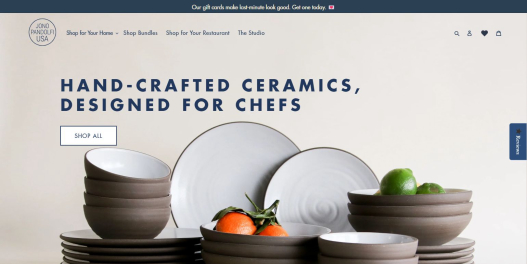 Our gift cards make last-minute look good. Get one today.
JONO
PANDOLFI
USA
Shop for Your Home
Shop Bundles
Shop for Your Restaurant
The Studio
HAND-CRAFTED CERAMICS,
DESIGNED FOR CHEFS
SHOP ALL
Reviews